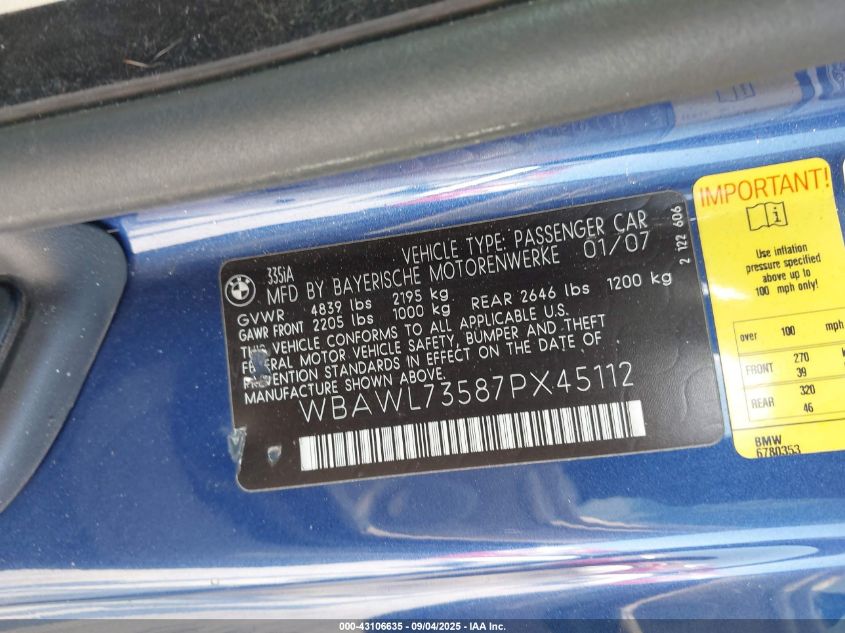 335iA
VEHICLE TYPE: PASSENGER CAR
MFD BY BAYERISCHE MOTORENWERKE 01/07
GVWR 4839 lbs 2195 kg
GAWR FRONT 2205 lbs 1000 kg REAR 2646 lbs 1200 kg
THIS VEHICLE CONFORMS TO ALL APPLICABLE U.S.
FEDERAL MOTOR VEHICLE SAFETY, BUMPER AND THEFT
PREVENTION STANDARDS IN EFFECT ON THE DATE OF
MANUFACTURE SHOWN ABOVE.
WBAWL73587PX45112
2 122 606
IMPORTANT!
Use inflation
pressure specified
above up to
100 mph only!
over 100 mph
FRONT 270
39
REAR 320
46
BMW
6780353
000-43106635 - 09/04/2025 - IAA Inc.